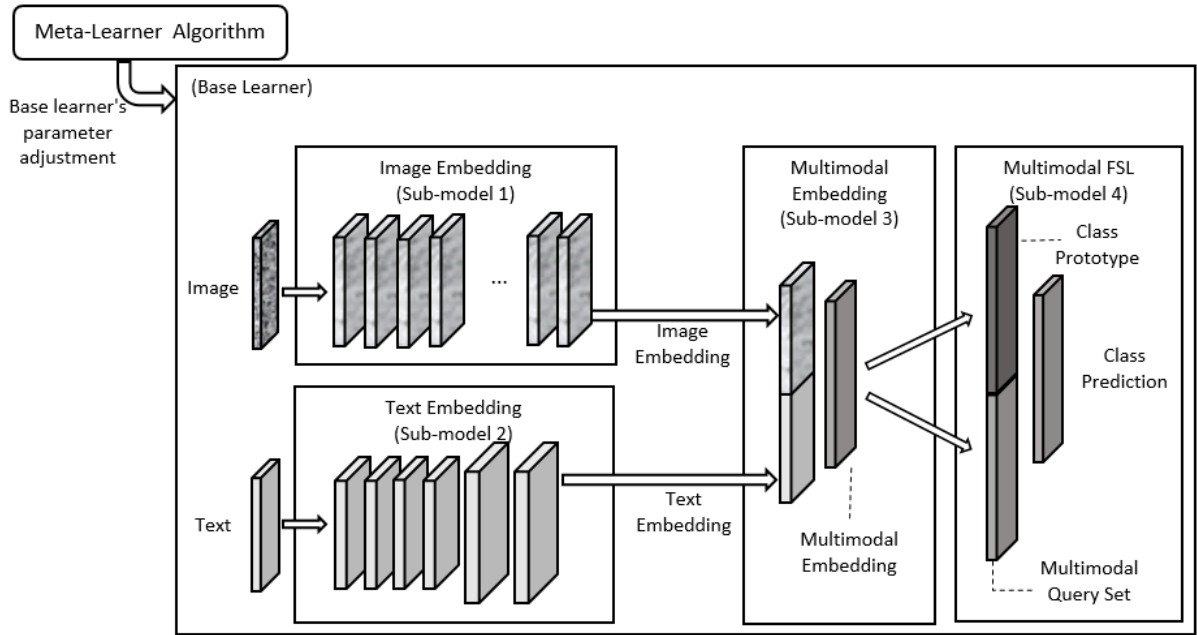 Meta-Learner Algorithm
Base learner's
parameter
adjustment
(Base Learner)
Image Embedding
(Sub-model 1)
Image
...
Image
Embedding
Text Embedding
(Sub-model 2)
Text
Text
Embedding
Multimodal
Embedding
(Sub-model 3)
Multimodal
Embedding
Multimodal FSL
(Sub-model 4)
Class
Prototype
Class
Prediction
Multimodal
Query Set